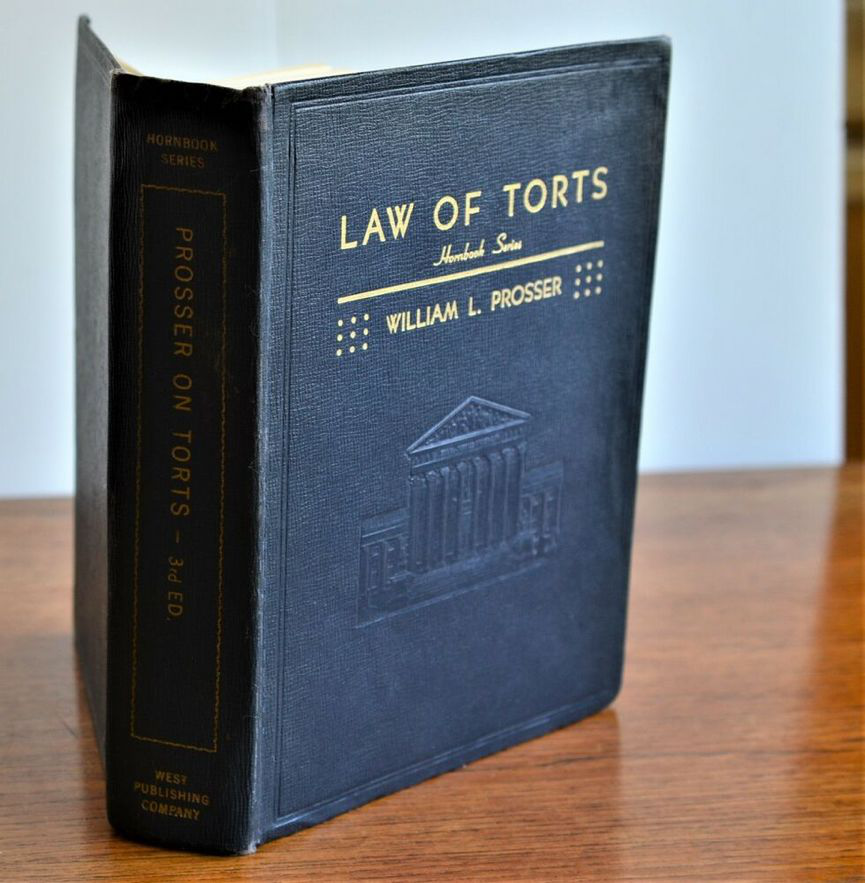 HORNBOOK
SERIES
PROSSER ON TORTS – 3rd ED.
WEST
PUBLISHING
COMPANY
LAW OF TORTS
Hornbook Series
WILLIAM L. PROSSER